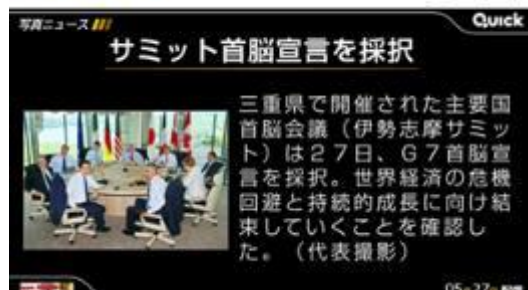 写真ニュース
Quick
サミット首脳宣言を採択
三重県で開催された主要国
首脳会議（伊勢志摩サミッ
ト）は２７日、Ｇ７首脳宣
言を採択。世界経済の危機
回避と持続的成長に向け結
束していくことを確認し
た。（代表撮影）
05-27